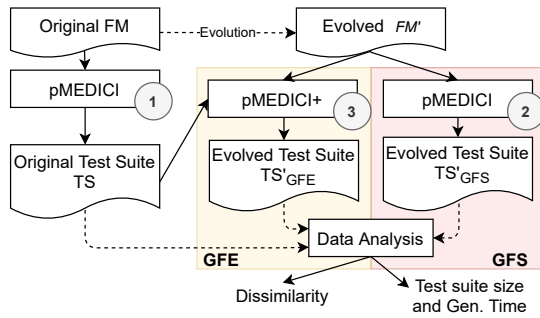 Original FM
Evolution
Evolved FM'
pMEDICI
1
pMEDICI+
3
pMEDICI
2
Original Test Suite
TS
Evolved Test Suite
TS'GFE
Evolved Test Suite
TS'GFS
Data Analysis
GFE
GFS
Dissimilarity
Test suite size
and Gen. Time